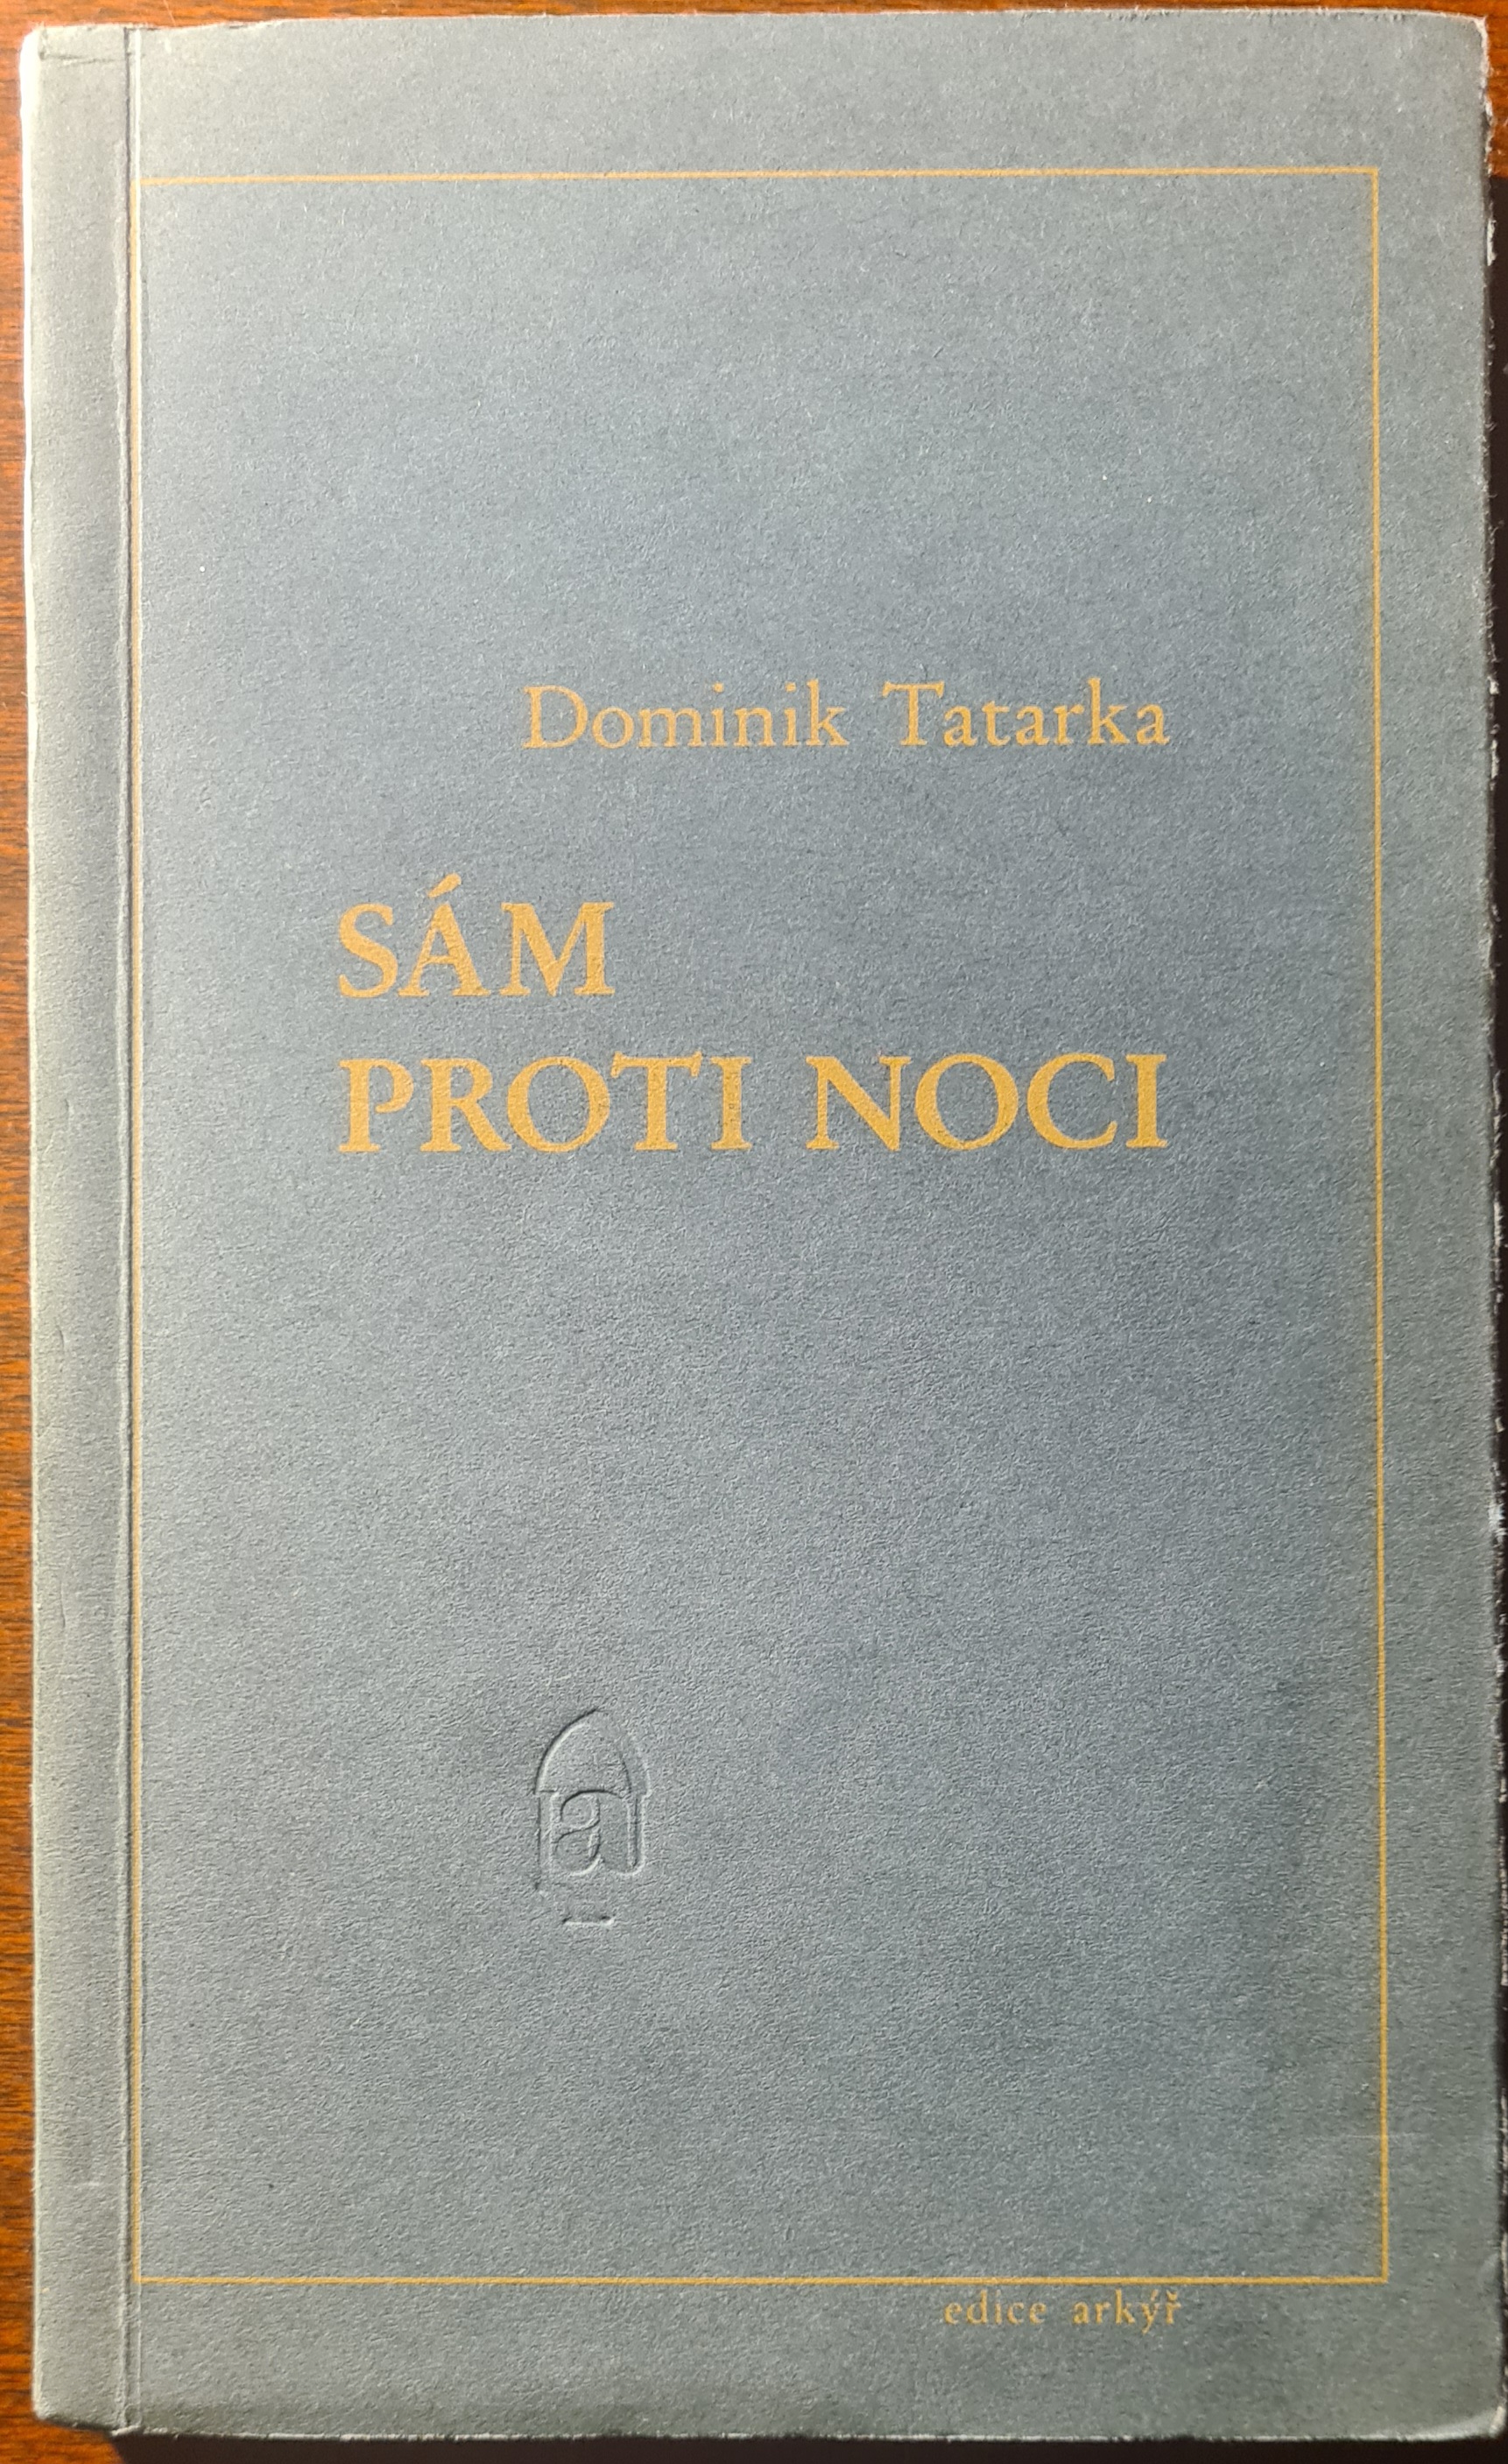 Dominik Tatarka
SÁM
PROTI NOCI
a
edice arkýř